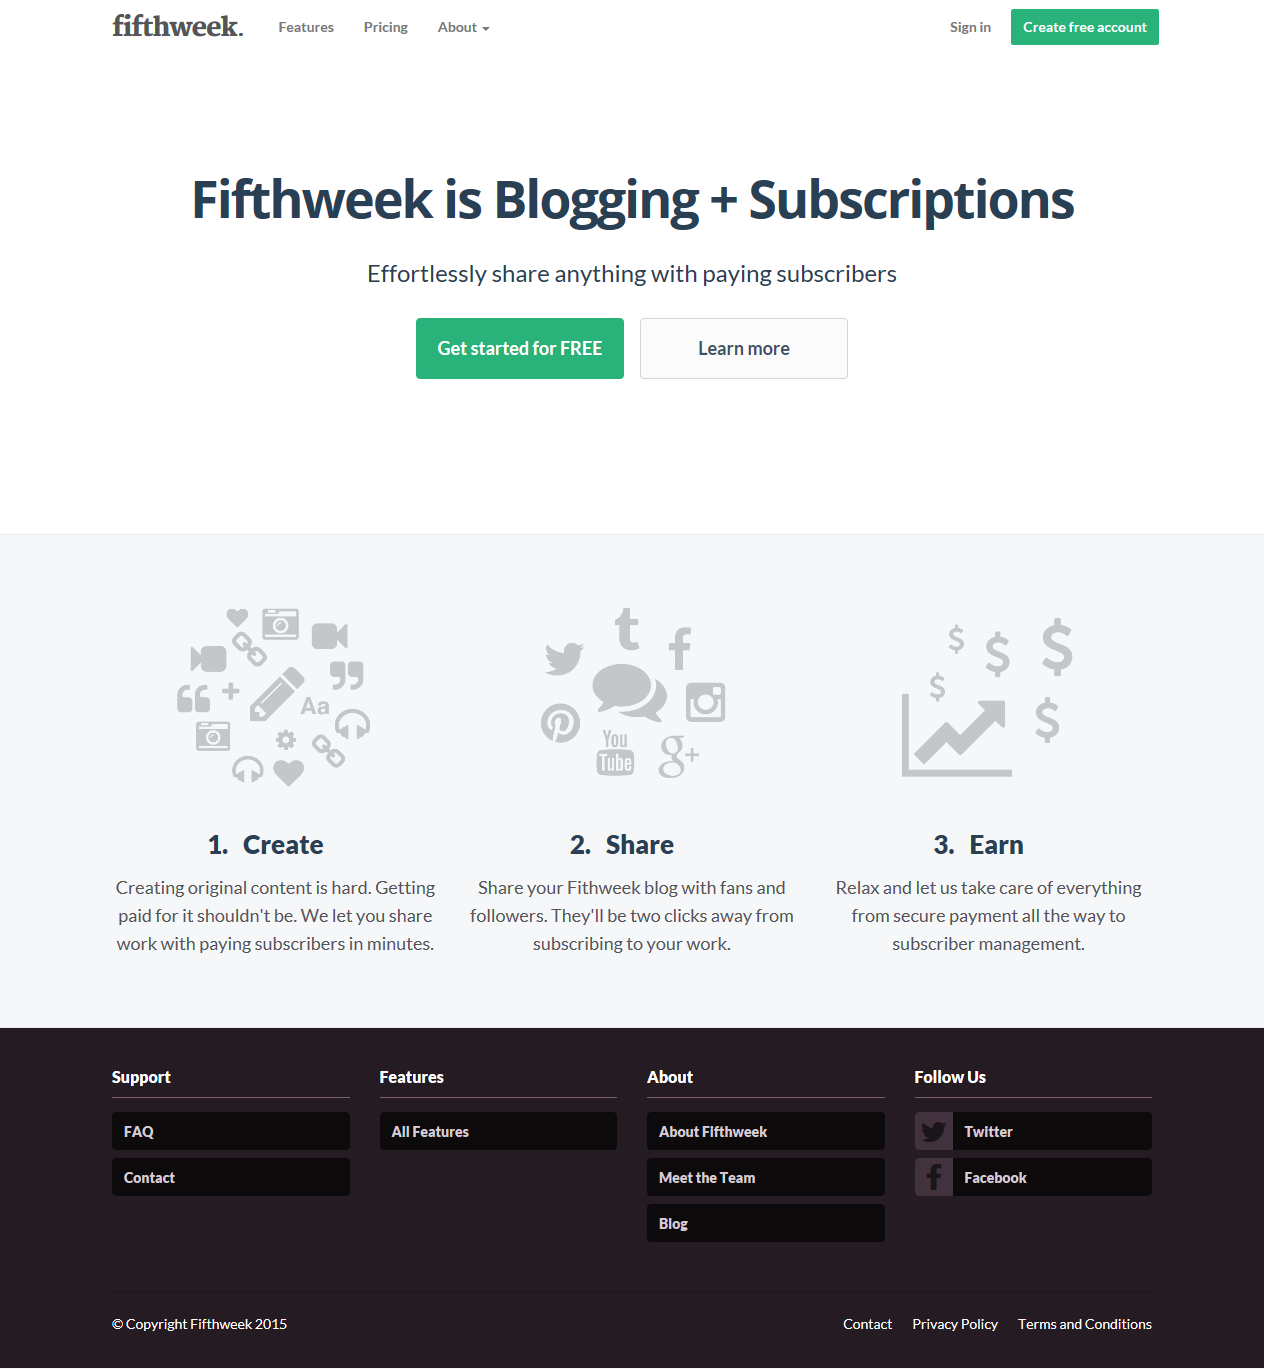 fifthweek.
Features
Pricing
About
Sign in
Create free account
Fifthweek is Blogging + Subscriptions
Effortlessly share anything with paying subscribers
Get started for FREE
Learn more
Aa
You
Tube
1. Create
Creating original content is hard. Getting
paid for it shouldn't be. We let you share
work with paying subscribers in minutes.
2. Share
Share your Fithweek blog with fans and
followers. They'll be two clicks away from
subscribing to your work.
3. Earn
Relax and let us take care of everything
from secure payment all the way to
subscriber management.
Support
FAQ
Contact
Features
All Features
About
About Fifthweek
Meet the Team
Blog
Follow Us
Twitter
Facebook
© Copyright Fifthweek 2015
Contact
Privacy Policy
Terms and Conditions